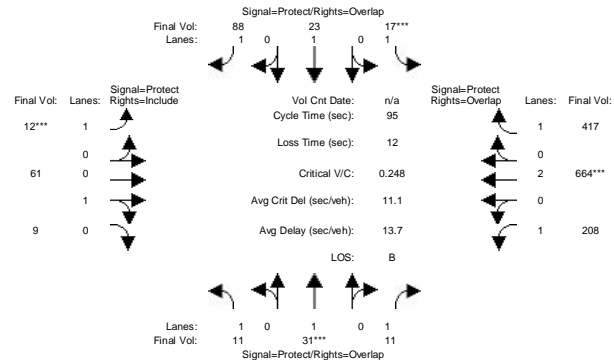 Signal=Protect/Rights=Overlap
Final Vol: 88 23 17***
Lanes: 1 0 1 0 1
Signal=Protect
Rights=Include
Signal=Protect
Rights=Overlap
Final Vol: Lanes: Vol Cnt Date: n/a Lanes: Final Vol:
Cycle Time (sec): 95
12*** 1 1 417
Loss Time (sec): 12
0 0
61 0 Critical V/C: 0.248 2 664***
1 Avg Crit Del (sec/veh): 11.1 0
9 0 Avg Delay (sec/veh): 13.7 1 208
LOS: B
Lanes: 1 0 1 0 1
Final Vol: 11 31*** 11
Signal=Protect/Rights=Overlap